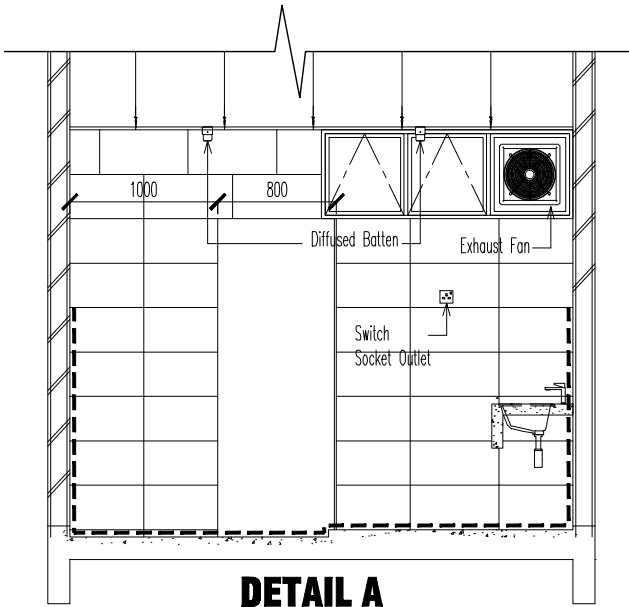 1000
800
Diffused Batten
Exhaust Fan
Switch
Socket Outlet
DETAIL A